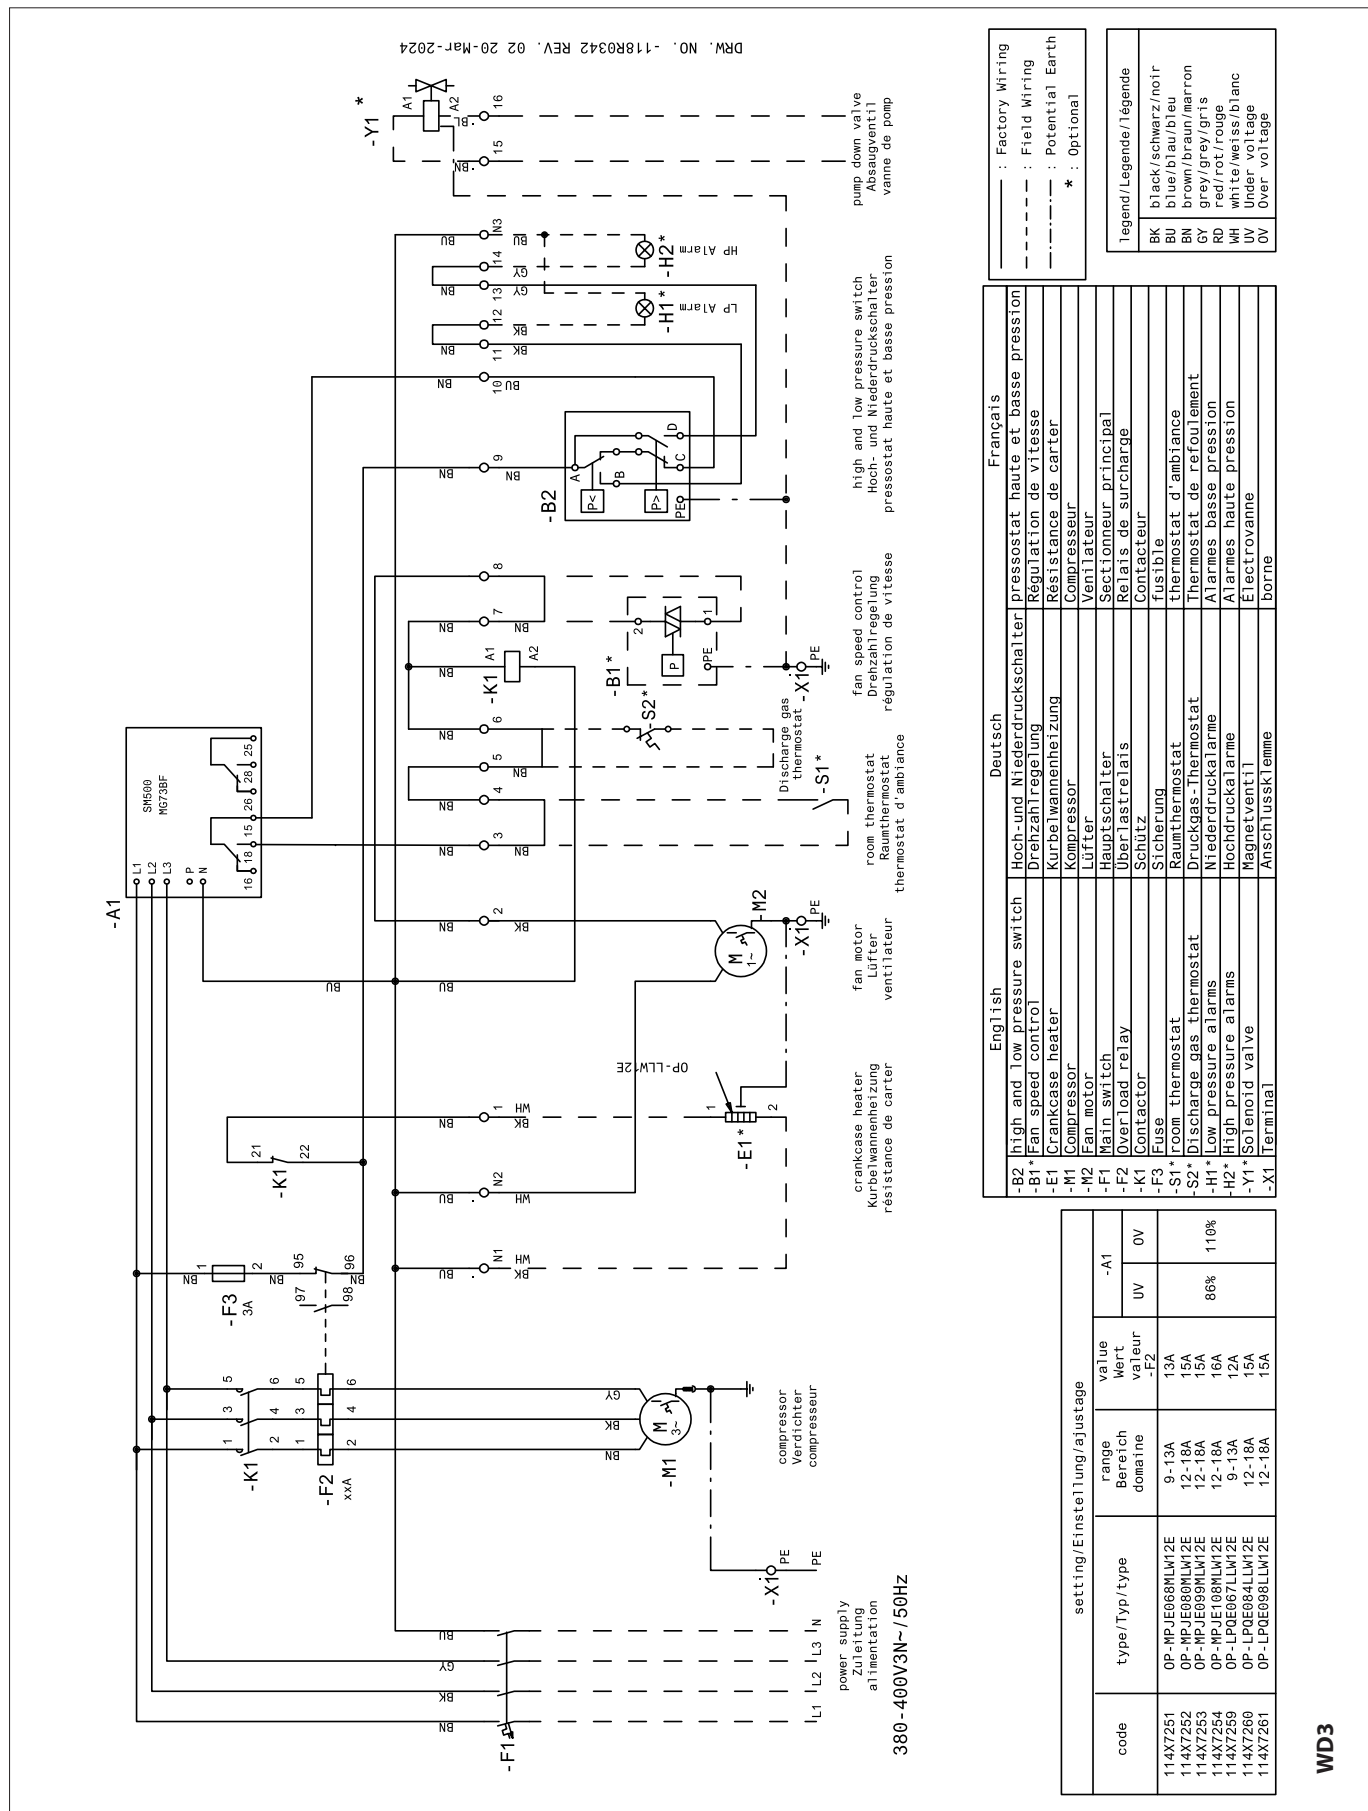 DRW. NO. -118R0342 REV. 02 20-Mar-2024
-A1
SM500
MG73BF
L1
L2
L3
P
N
16
18
15
26
28
25
-F1
BN
BK
GY
BU
L1
L2
L3
N
power supply
Zuleitung
alimentation
380-400V3N~/50Hz
-X1
PE
PE
-K1
1
2
3
4
5
6
-F2
xxA
1
2
3
4
5
6
BN
BK
GY
-M1
M
3~
compressor
Verdichter
compresseur
-F3
3A
1
2
BN
BN
95
96
97
98
BN
BU
N1
WH
BK
BU
N2
WH
-K1
21
22
BN
1
WH
BK
OP-LLW12E
-E1*
1
2
crankcase heater
Kurbelwannenheizung
résistance de carter
BU
BU
BN
2
BK
M
1~
-M2
-X1
PE
fan motor
Lüfter
ventilateur
BN
3
BN
BN
4
5
BN
BN
6
-S1*
room thermostat
Raumthermostat
thermostat d'ambiance
-S2*
Discharge gas
thermostat
-K1
A1
A2
BN
BN
7
BN
8
-B1*
2
1
P
PE
-X1
PE
fan speed control
Drehzahlregelung
régulation de vitesse
BN
9
BN
-B2
A
B
C
D
P<
P>
PE
BN
10
BU
BN
11
BK
12
BK
BN
13
GY
14
GY
BU
N3
BU
-H1*
LP Alarm
-H2*
HP Alarm
high and low pressure switch
Hoch- und Niederdruckschalter
pressostat haute et basse pression
-Y1 *
A1
A2
BN.
15
BL.
16
pump down valve
Absaugventil
vanne de pomp
: Factory Wiring
: Field Wiring
: Potential Earth
* : Optional
legend/Legende/légende
BK black/schwarz/noir
BU blue/blau/bleu
BN brown/braun/marron
GY grey/grey/gris
RD red/rot/rouge
WH white/weiss/blanc
UV Under voltage
OV Over voltage
English Deutsch Français
-B2 high and low pressure switch Hoch-und Niederdruckschalter pressostat haute et basse pression
-B1* Fan speed control Drehzahlregelung Régulation de vitesse
-E1 Crankcase heater Kurbelwannenheizung Résistance de carter
-M1 Compressor Kompressor Compresseur
-M2 Fan motor Lüfter Venilateur
-F1 Main switch Hauptschalter Sectionneur principal
-F2 Overload relay Überlastrelais Relais de surcharge
-K1 Contactor Schütz Contacteur
-F3 Fuse Sicherung fusible
-S1* room thermostat Raumthermostat thermostat d'ambiance
-S2* Discharge gas thermostat Druckgas-Thermostat Thermostat de refoulement
-H1* Low pressure alarms Niederdruckalarme Alarmes basse pression
-H2* High pressure alarms Hochdruckalarme Alarmes haute pression
-Y1* Solenoid valve Magnetventil Électrovanne
-X1 Terminal Anschlussklemme borne
setting/Einstellung/ajustage
code type/Typ/type range Bereich domaine value Wert valeur -F2 -A1
UV OV
114X7251 OP-MPJE068MLW12E 9-13A 13A
114X7252 OP-MPJE080MLW12E 12-18A 15A
114X7253 OP-MPJE099MLW12E 12-18A 15A
114X7254 OP-MPJE108MLW12E 12-18A 16A
114X7259 OP-LPQE067LLW12E 9-13A 12A
114X7260 OP-LPQE084LLW12E 12-18A 15A
114X7261 OP-LPQE098LLW12E 12-18A 15A
86% 110%
WD3